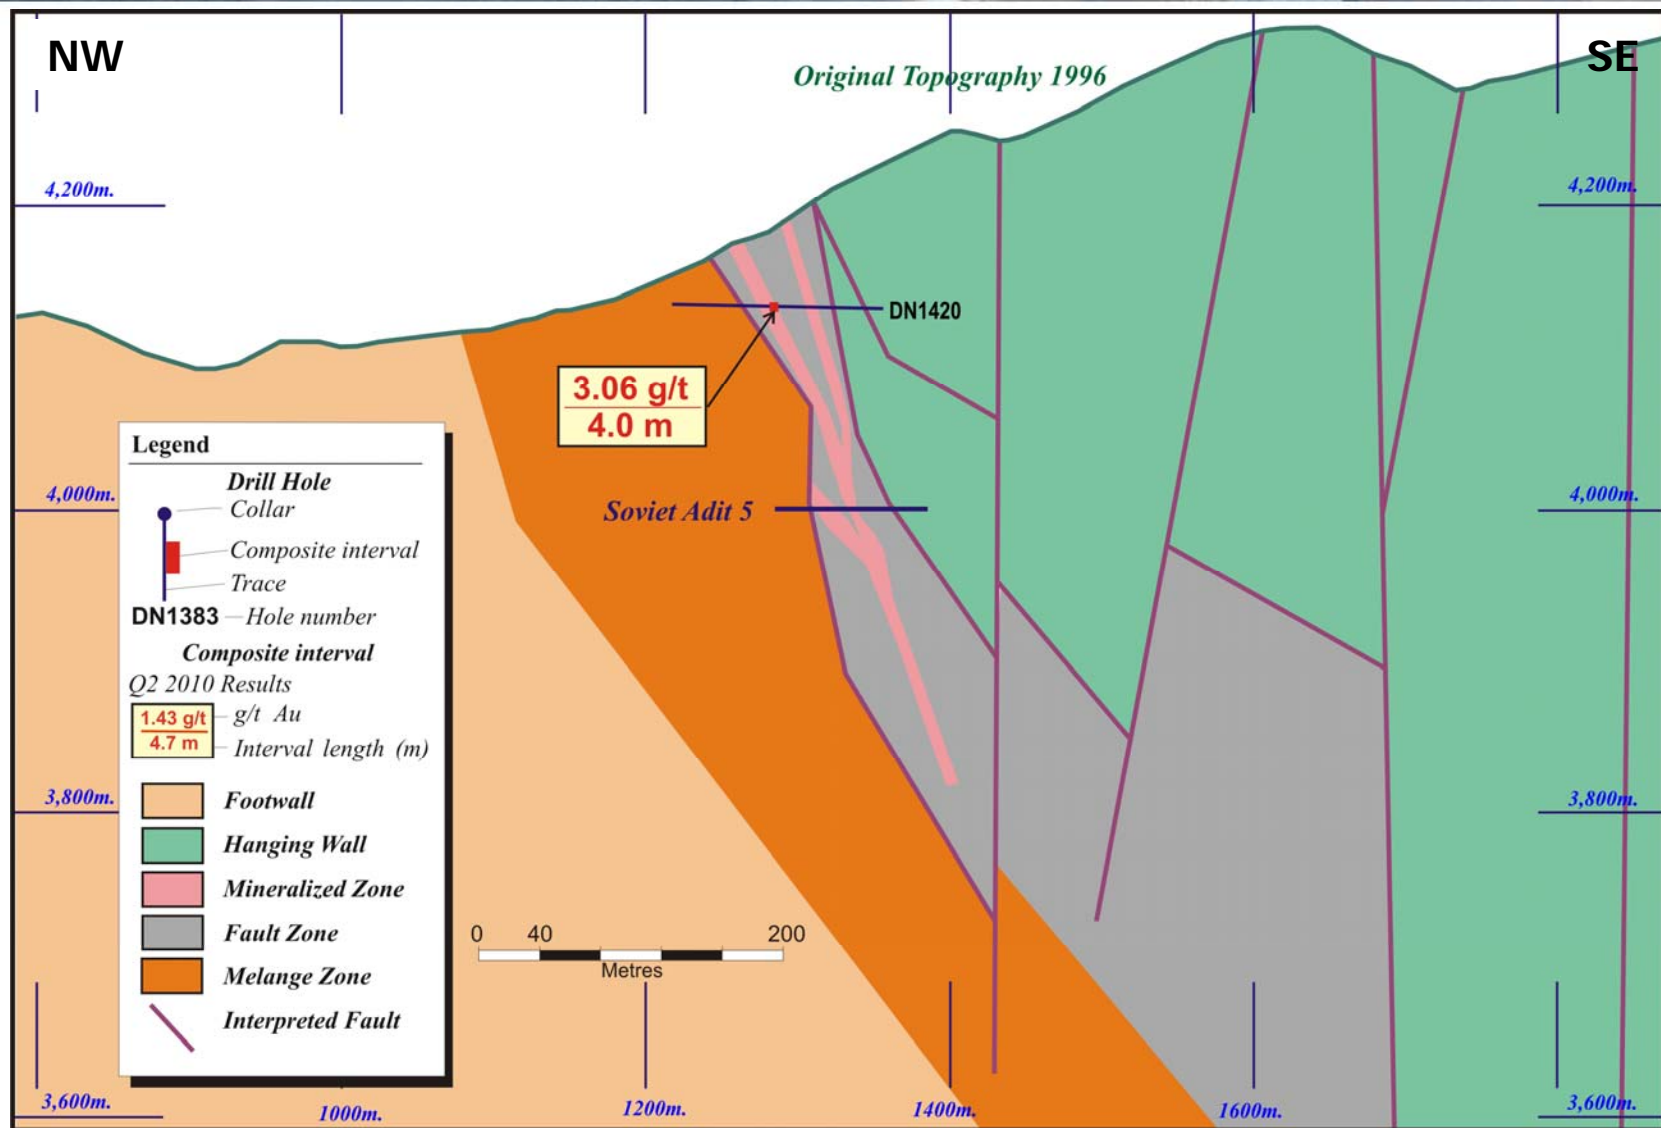 NW
SE
Original Topography 1996
4,200m.
4,200m.
DN1420
3.06 g/t
4.0 m
Soviet Adit 5
4,000m.
4,000m.
Legend
Drill Hole
Collar
Composite interval
Trace
DN1383
Hole number
Composite interval
Q2 2010 Results
1.43 g/t
4.7 m
g/t Au
Interval length (m)
Footwall
Hanging Wall
Mineralized Zone
Fault Zone
Melange Zone
Interpreted Fault
3,800m.
3,800m.
0 40 200
Metres
3,600m.
1000m.
1200m.
1400m.
1600m.
3,600m.